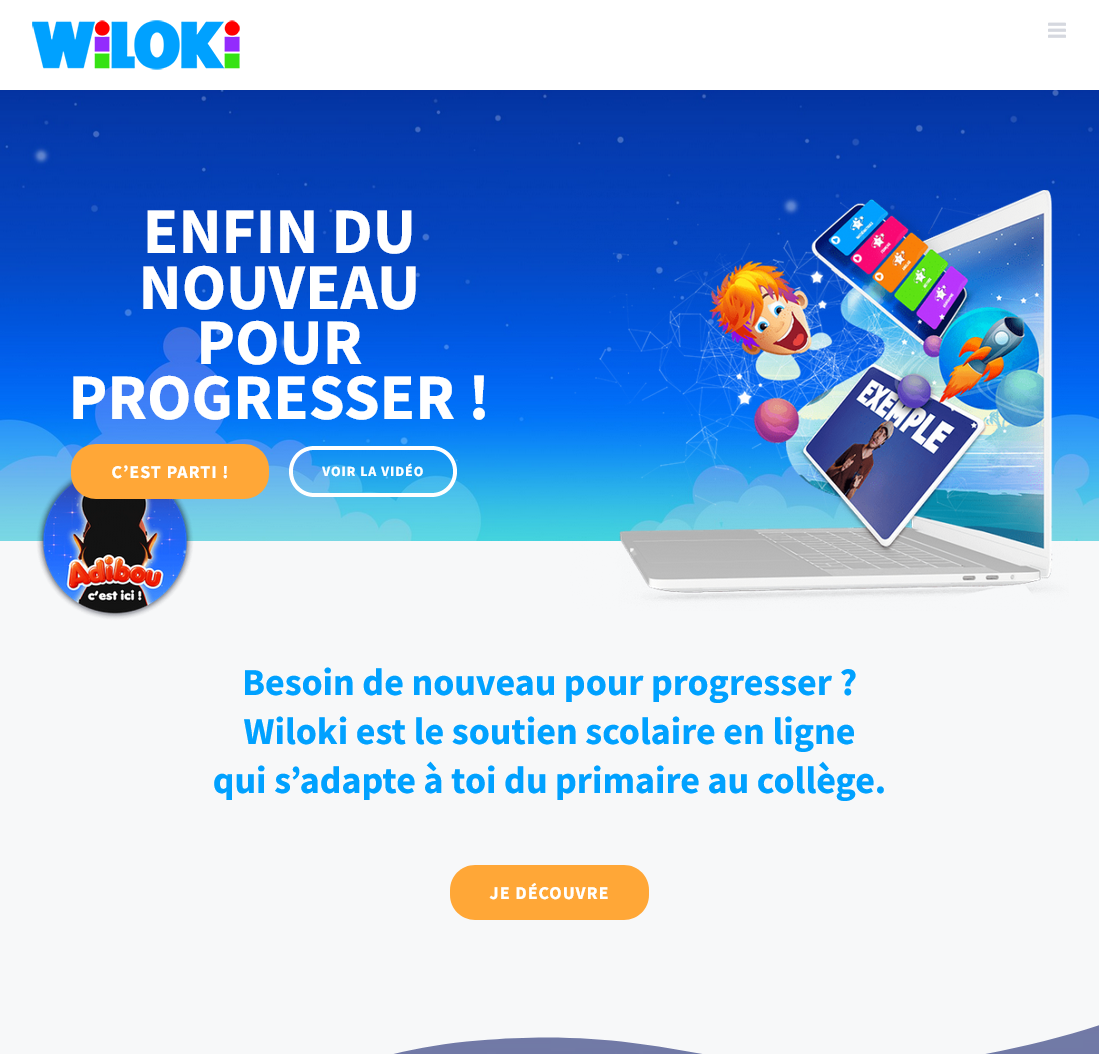 WiLOKi
ENFIN DU
NOUVEAU
POUR
PROGRESSER !
C’EST PARTI !
VOIR LA VIDÉO
EXEMPLE
Adibou
c’est ici !
Besoin de nouveau pour progresser ?
Wiloki est le soutien scolaire en ligne
qui s’adapte à toi du primaire au collège.
JE DÉCOUVRE